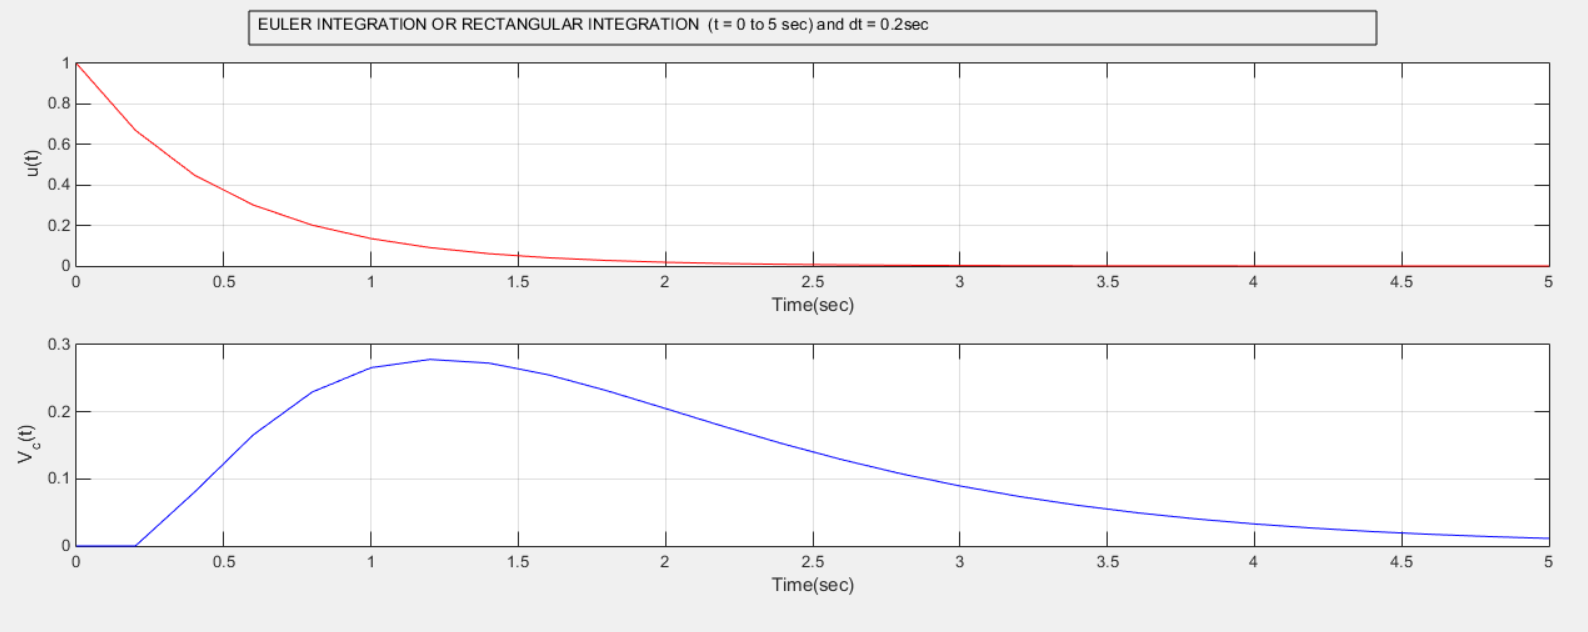 EULER INTEGRATION OR RECTANGULAR INTEGRATION (t = 0 to 5 sec) and dt = 0.2sec
1
0.8
0.6
0.4
0.2
0
u(t)
0 0.5 1 1.5 2 2.5 3 3.5 4 4.5 5
Time(sec)
0.3
0.2
0.1
0
V_c(t)
0 0.5 1 1.5 2 2.5 3 3.5 4 4.5 5
Time(sec)